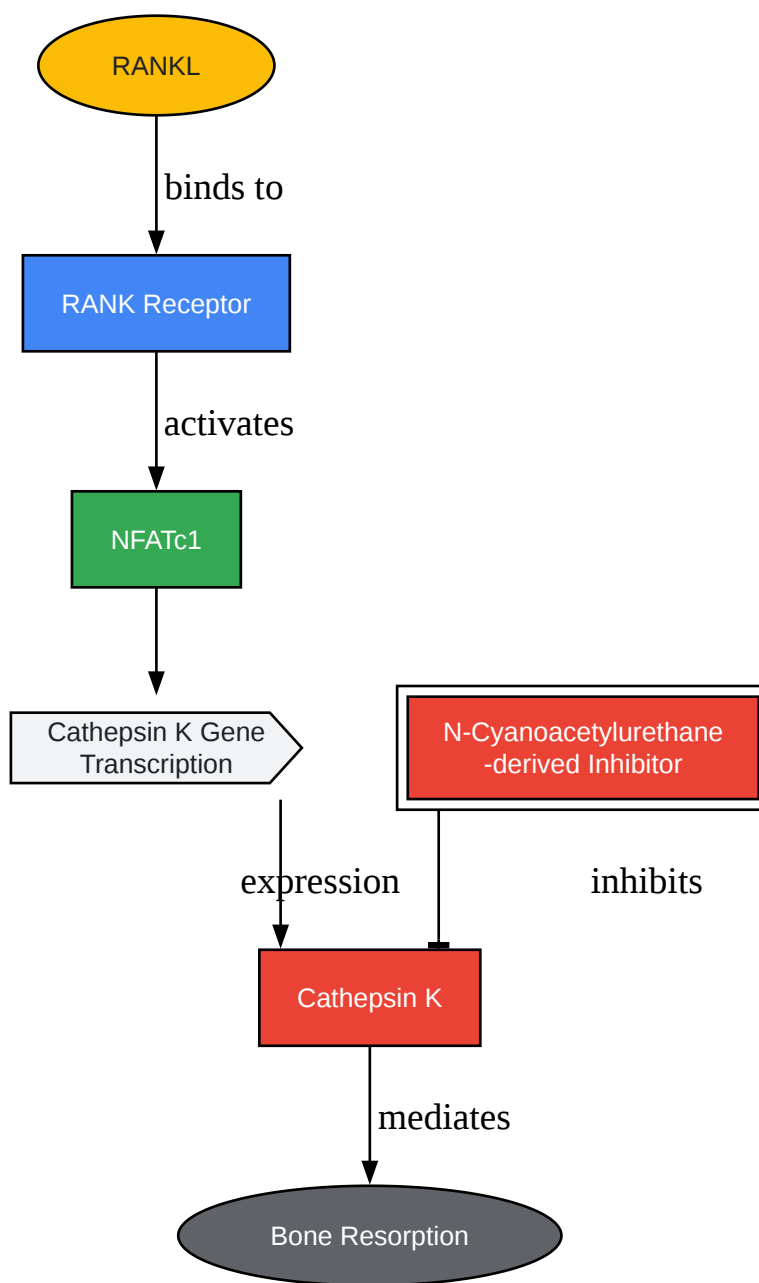 RANKL
binds to
RANK Receptor
activates
NFATc1
Cathepsin K Gene
Transcription
N-Cyanoacetylurethane
-derived Inhibitor
expression
inhibits
Cathepsin K
mediates
Bone Resorption